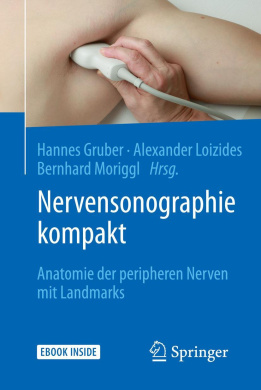 Hannes Gruber · Alexander Loizides
Bernhard Moriggl Hrsg.
Nervensonographie
kompakt
Anatomie der peripheren Nerven
mit Landmarks
EBOOK INSIDE
Springer